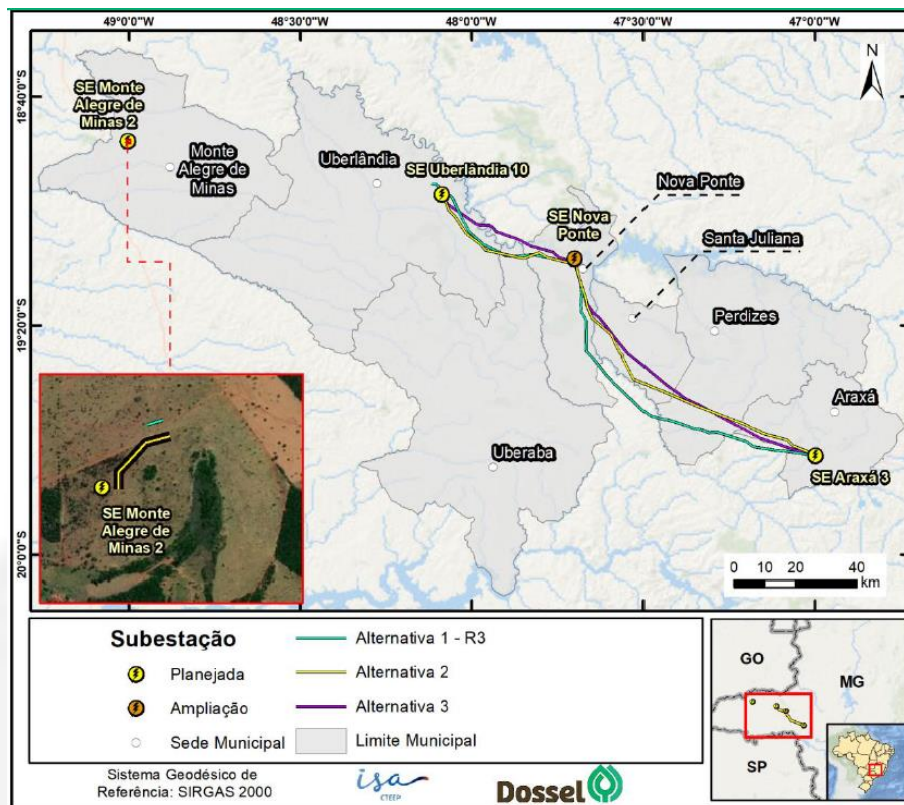 49°0'0"W 48°30'0"W 48°0'0"W 47°30'0"W 47°0'0"W
18°40'0"S
19°20'0"S
20°0'0"S
N
SE Monte
Alegre de
Minas 2
Monte
Alegre de
Minas
Uberlândia
SE Uberlândia 10
SE Nova
Ponte
Nova Ponte
Santa Juliana
Perdizes
Araxá
Uberaba
SE Araxá 3
SE Monte
Alegre de
Minas 2
0 10 20 40
km
Subestação
Planejada
Ampliação
Sede Municipal
Alternativa 1 - R3
Alternativa 2
Alternativa 3
Limite Municipal
Sistema Geodésico de
Referência: SIRGAS 2000
isa
CTEEP
Dossel
GO
MG
SP